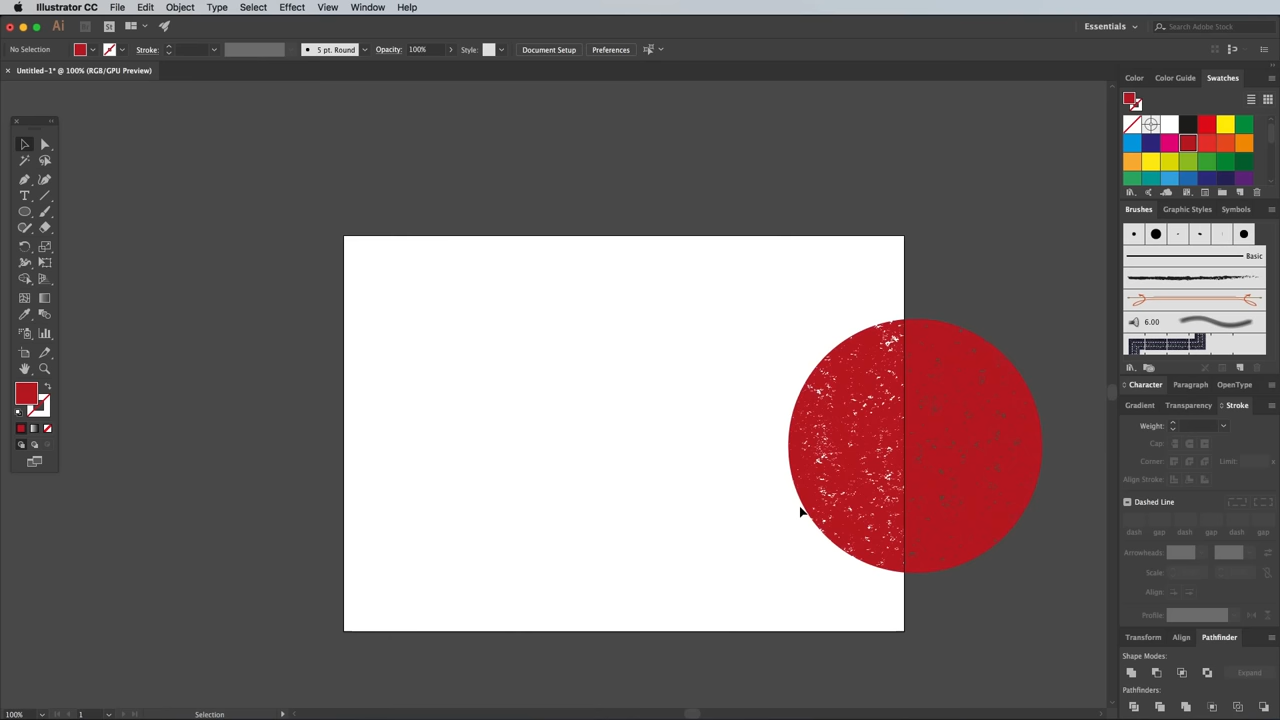 Illustrator CC File Edit Object Type Select Effect View Window Help
Ai Br St Essentials Search Adobe Stock
No Selection Stroke: 5 pt. Round Opacity: 100% Style: Document Setup Preferences
Untitled-1* @ 100% (RGB/GPU Preview)
Color Color Guide Swatches
Brushes Graphic Styles Symbols
Basic
6.00
Character Paragraph OpenType
Gradient Transparency Stroke
Weight:
Cap:
Corner: Limit:
Align Stroke:
Dashed Line
dash gap dash gap dash gap
Arrowheads:
Scale:
Align:
Profile:
Transform Align Pathfinder
Shape Modes:
Expand
Pathfinders:
100% 1 Selection